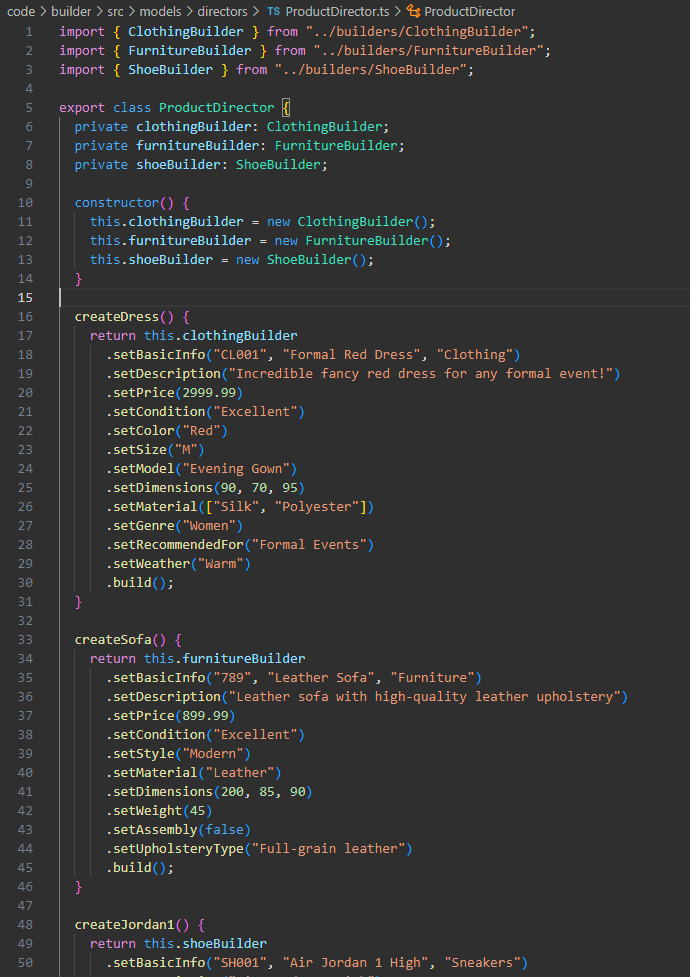 code > builder > src > models > directors > TS ProductDirector.ts > ProductDirector
1 import { ClothingBuilder } from "../builders/ClothingBuilder";
2 import { FurnitureBuilder } from "../builders/FurnitureBuilder";
3 import { ShoeBuilder } from "../builders/ShoeBuilder";
4
5 export class ProductDirector {
6 private clothingBuilder: ClothingBuilder;
7 private furnitureBuilder: FurnitureBuilder;
8 private shoeBuilder: ShoeBuilder;
9
10 constructor() {
11 this.clothingBuilder = new ClothingBuilder();
12 this.furnitureBuilder = new FurnitureBuilder();
13 this.shoeBuilder = new ShoeBuilder();
14 }
15
16 createDress() {
17 return this.clothingBuilder
18 .setBasicInfo("CL001", "Formal Red Dress", "Clothing")
19 .setDescription("Incredible fancy red dress for any formal event!")
20 .setPrice(2999.99)
21 .setCondition("Excellent")
22 .setColor("Red")
23 .setSize("M")
24 .setModel("Evening Gown")
25 .setDimensions(90, 70, 95)
26 .setMaterial(["Silk", "Polyester"])
27 .setGenre("Women")
28 .setRecommendedFor("Formal Events")
29 .setWeather("Warm")
30 .build();
31 }
32
33 createSofa() {
34 return this.furnitureBuilder
35 .setBasicInfo("789", "Leather Sofa", "Furniture")
36 .setDescription("Leather sofa with high-quality leather upholstery")
37 .setPrice(899.99)
38 .setCondition("Excellent")
39 .setStyle("Modern")
40 .setMaterial("Leather")
41 .setDimensions(200, 85, 90)
42 .setWeight(45)
43 .setAssembly(false)
44 .setUpholsteryType("Full-grain leather")
45 .build();
46 }
47
48 createJordan1() {
49 return this.shoeBuilder
50 .setBasicInfo("SH001", "Air Jordan 1 High", "Sneakers")